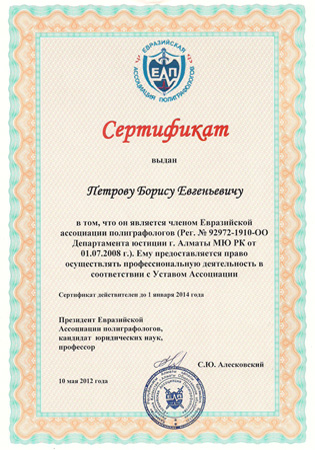 ЕВРАЗИЙСКАЯ
ЕАП
АССОЦИАЦИЯ ПОЛИГРАФОЛОГОВ
Сертификат
выдан
Петрову Борису Евгеньевичу
в том, что он является членом Евразийской
ассоциации полиграфологов (Рег. № 92972-1910-ОО
Департамента юстиции г. Алматы МЮ РК от
01.07.2008 г.). Ему предоставляется право
осуществлять профессиональную деятельность в
соответствии с Уставом Ассоциации
Сертификат действителен до 1 января 2014 года
Президент Евразийской
Ассоциации полиграфологов,
кандидат юридических наук,
профессор
С.Ю. Алесковский
10 мая 2012 года
ЕАП